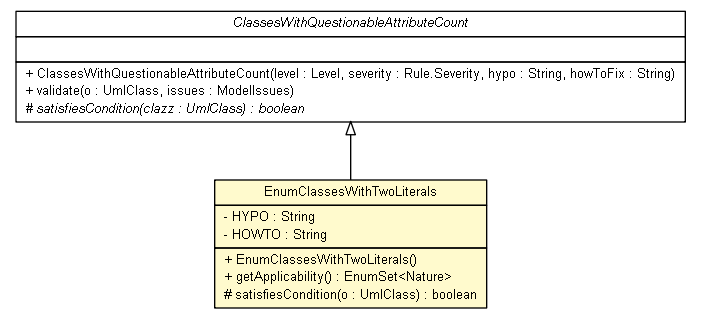 ClassesWithQuestionableAttributeCount
+ ClassesWithQuestionableAttributeCount(level : Level, severity : Rule.Severity, hypo : String, howToFix : String)
+ validate(o : UmlClass, issues : ModelIssues)
# satisfiesCondition(clazz : UmlClass) : boolean
EnumClassesWithTwoLiterals
- HYPO : String
- HOWTO : String
+ EnumClassesWithTwoLiterals()
+ getApplicability() : EnumSet<Nature>
# satisfiesCondition(o : UmlClass) : boolean